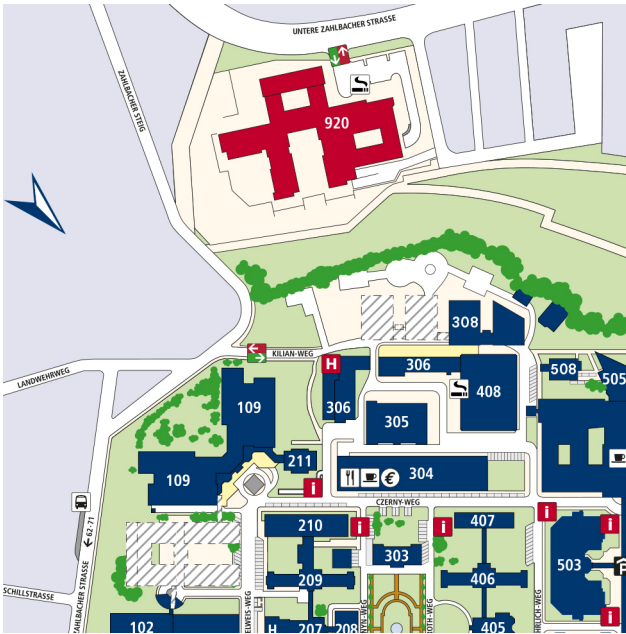 UNTERE ZAHLBACHER STRASSE
ZAHLBACHER STEIG
920
308
KILIAN-WEG
H
306
508
505
LANDWEHRWEG
408
109
306
305
109
211
304
€
i
CZERNY-WEG
i
210
i
407
i
i
62-71
303
503
209
406
SCHILLSTRASSE
ZAHLBACHER STRASSE
102
H
207
208
405
i